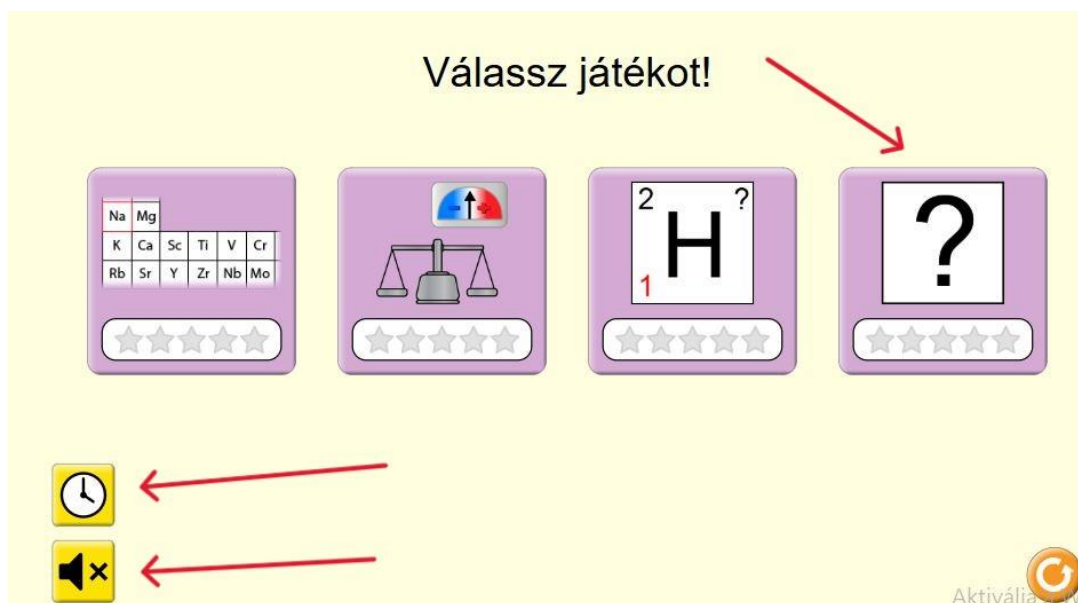 Válassz játékot!
Na Mg
K Ca Sc Ti V Cr
Rb Sr Y Zr Nb Mo
- +
2 ?
H
1
?